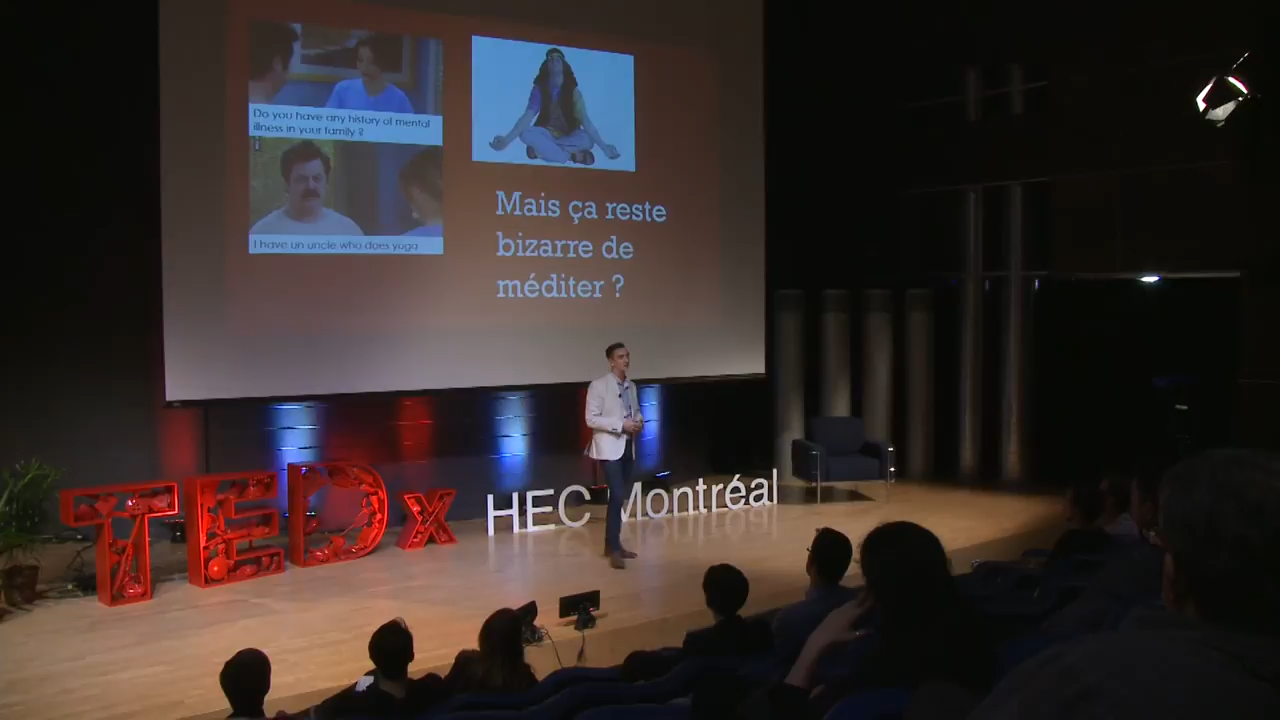 Do you have any history of mental
illness in your family ?
I have un uncle who does yoga
Mais ça reste
bizarre de
méditer ?
TEDx HEC Montréal